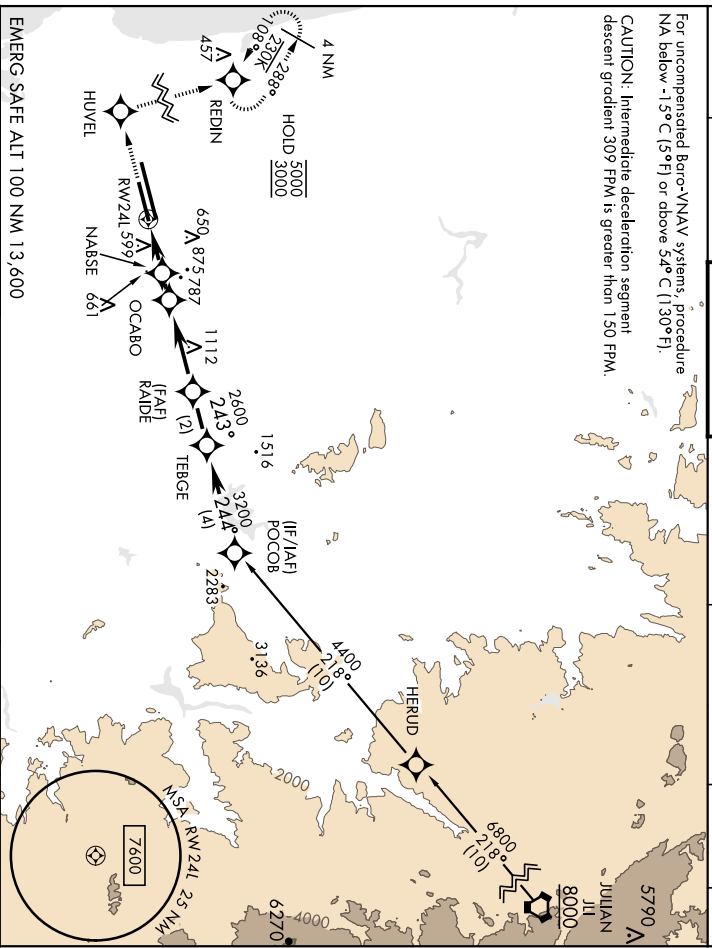 For uncompensated Baro-VNAV systems, procedure
NA below -15°C (5°F) or above 54°C (130°F).
CAUTION: Intermediate deceleration segment
descent gradient 309 FPM is greater than 150 FPM.
5790
JULIAN
JLI
8000
6800
218°
(10)
6270
4000
HERUD
2000
4400
218°
(10)
3136
2283
(IF/IAF)
POCOB
3200
244°
(4)
1516
TEBGE
2600
243°
(2)
(FAF)
RAIDE
1112
OCABO
787
875
650
661
NABSE
599
RW24L
HUVEL
REDIN
457
4 NM
288°
230K
108°
HOLD 5000
3000
MSA RW24L 25 NM
7600
EMERG SAFE ALT 100 NM 13,600